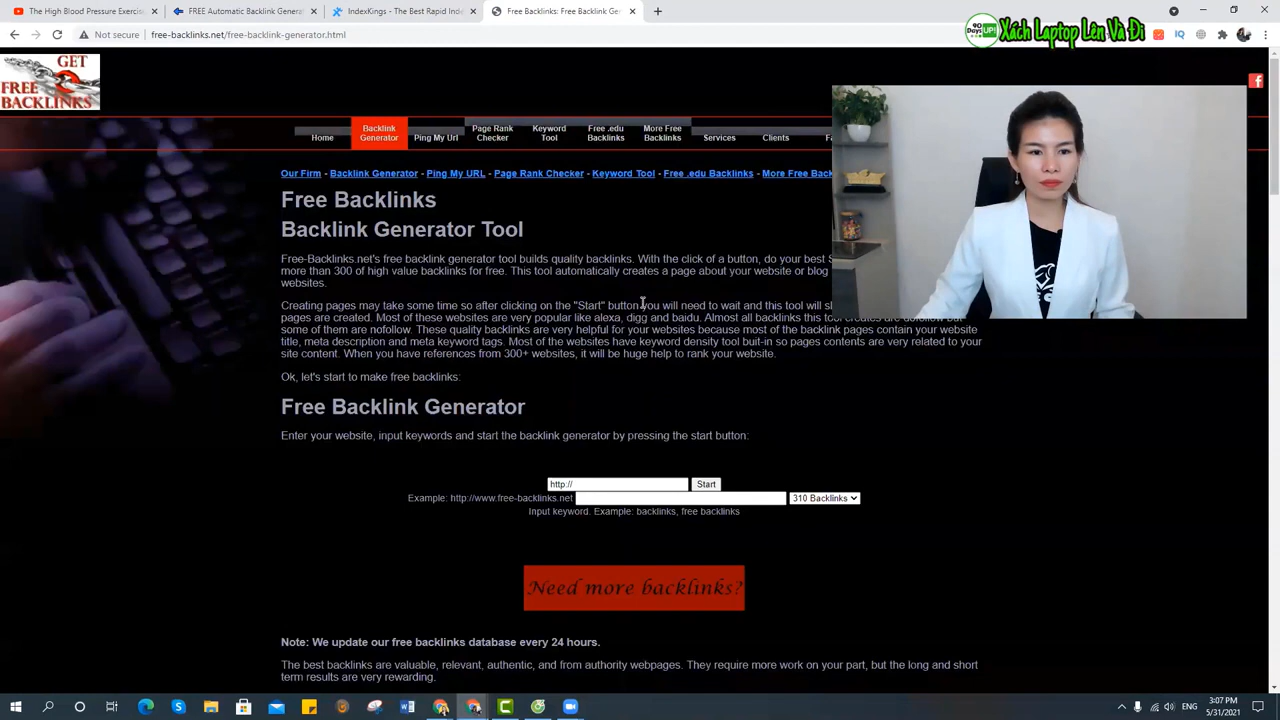 The High Blood Pressure Exercise
FREE Automatic Backlink Generato
IndexKings - The Best Rapid Index
Free Backlinks: Free Backlink Gen
Not secure
free-backlinks.net/free-backlink-generator.html
90 Days UP!
Xách Laptop Lên Và Đi
GET
FREE
BACKLINKS
Home
Backlink Generator
Ping My Url
Page Rank Checker
Keyword Tool
Free .edu Backlinks
More Free Backlinks
Services
Clients
Our Firm - Backlink Generator - Ping My URL - Page Rank Checker - Keyword Tool - Free .edu Backlinks - More Free Back
Free Backlinks
Backlink Generator Tool
Free-Backlinks.net's free backlink generator tool builds quality backlinks. With the click of a button, do your best S
more than 300 of high value backlinks for free. This tool automatically creates a page about your website or blog
websites.
Creating pages may take some time so after clicking on the "Start" button you will need to wait and this tool will sh
pages are created. Most of these websites are very popular like alexa, digg and baidu. Almost all backlinks this tool creates are dofollow but
some of them are nofollow. These quality backlinks are very helpful for your websites because most of the backlink pages contain your website
title, meta description and meta keyword tags. Most of the websites have keyword density tool buit-in so pages contents are very related to your
site content. When you have references from 300+ websites, it will be huge help to rank your website.
Ok, let's start to make free backlinks:
Free Backlink Generator
Enter your website, input keywords and start the backlink generator by pressing the start button:
http://
Start
Example: http://www.free-backlinks.net
310 Backlinks
Input keyword. Example: backlinks, free backlinks
Need more backlinks?
Note: We update our free backlinks database every 24 hours.
The best backlinks are valuable, relevant, authentic, and from authority webpages. They require more work on your part, but the long and short
term results are very rewarding.
ENG
3:07 PM
5/31/2021